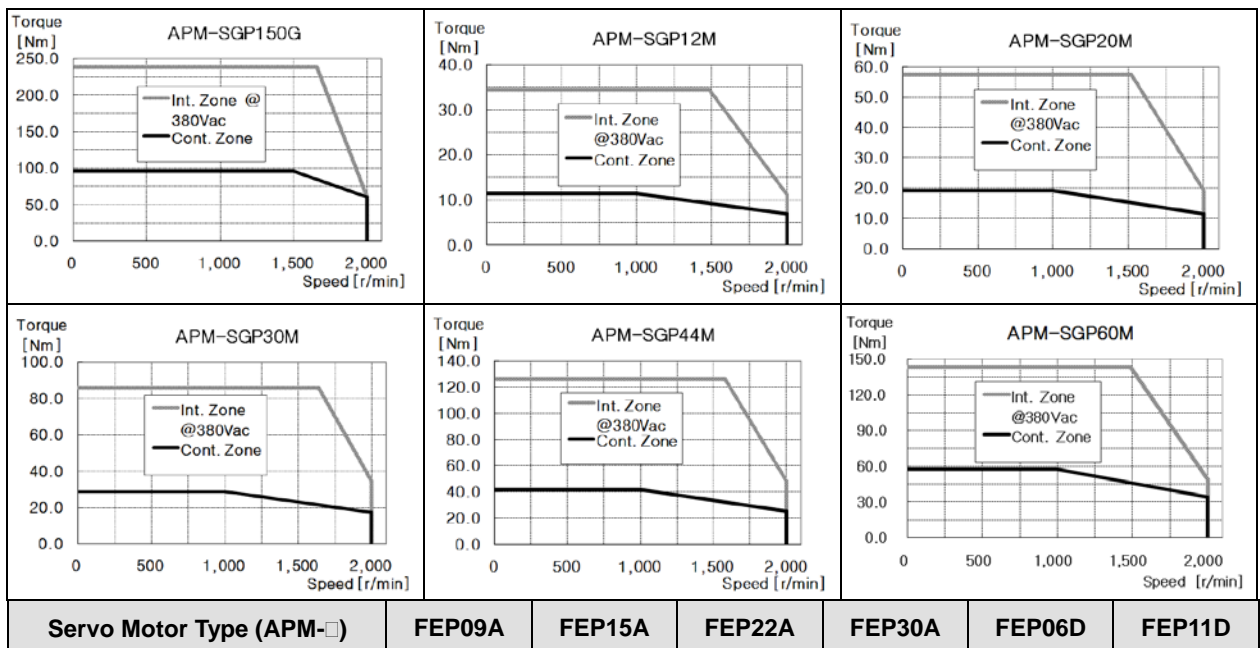 Torque
[Nm]
APM-SGP150G
250.0
200.0
150.0
100.0
50.0
0.0
Int. Zone @
380Vac
Cont. Zone
0 500 1,000 1,500 2,000
Speed [r/min]
Torque
[Nm]
APM-SGP12M
40.0
30.0
20.0
10.0
0.0
Int. Zone
@380Vac
Cont. Zone
0 500 1,000 1,500 2,000
Speed [r/min]
Torque
[Nm]
APM-SGP20M
60.0
50.0
40.0
30.0
20.0
10.0
0.0
Int. Zone
@380Vac
Cont. Zone
0 500 1,000 1,500 2,000
Speed [r/min]
Torque
[Nm]
APM-SGP30M
100.0
80.0
60.0
40.0
20.0
0.0
Int. Zone
@380Vac
Cont. Zone
0 500 1,000 1,500 2,000
Speed [r/min]
Torque
[Nm]
APM-SGP44M
140.0
120.0
100.0
80.0
60.0
40.0
20.0
0.0
Int. Zone
@380Vac
Cont. Zone
0 500 1,000 1,500 2,000
Speed [r/min]
Torque
[Nm]
APM-SGP60M
150.0
120.0
90.0
60.0
30.0
0.0
Int. Zone
@380Vac
Cont. Zone
0 500 1,000 1,500 2,000
Speed [r/min]
Servo Motor Type (APM-□) FEP09A FEP15A FEP22A FEP30A FEP06D FEP11D